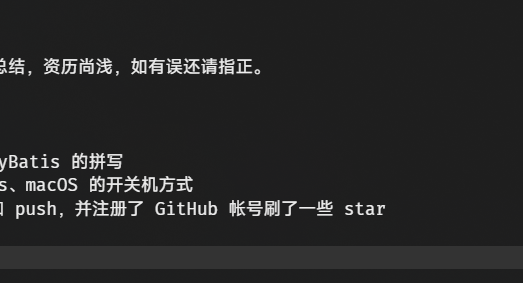 总结，资历尚浅，如有误还请指正。
yBatis 的拼写
s、macOS 的开关机方式
push，并注册了 GitHub 帐号刷了一些 star